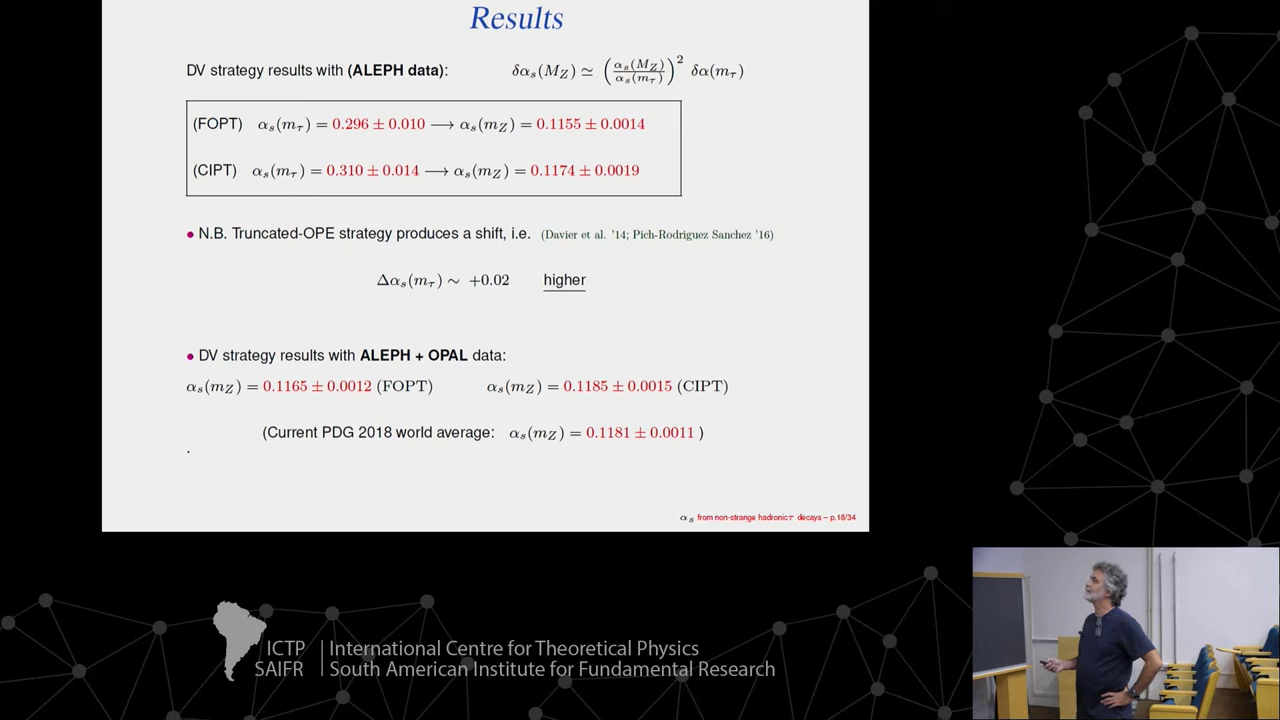 Results
DV strategy results with (ALEPH data): δα_s(M_Z) ≃ (α_s(M_Z)/α_s(m_τ))² δα(m_τ)
(FOPT) α_s(m_τ) = 0.296 ± 0.010 ⟶ α_s(m_Z) = 0.1155 ± 0.0014
(CIPT) α_s(m_τ) = 0.310 ± 0.014 ⟶ α_s(m_Z) = 0.1174 ± 0.0019
• N.B. Truncated-OPE strategy produces a shift, i.e. (Davier et al. '14; Pich-Rodriguez Sanchez '16)
Δα_s(m_τ) ∼ +0.02 higher
• DV strategy results with ALEPH + OPAL data:
α_s(m_Z) = 0.1165 ± 0.0012 (FOPT) α_s(m_Z) = 0.1185 ± 0.0015 (CIPT)
(Current PDG 2018 world average: α_s(m_Z) = 0.1181 ± 0.0011 )
.
α_s from non-strange hadronic τ decays – p.18/34
ICTP | International Centre for Theoretical Physics
SAIFR | South American Institute for Fundamental Research